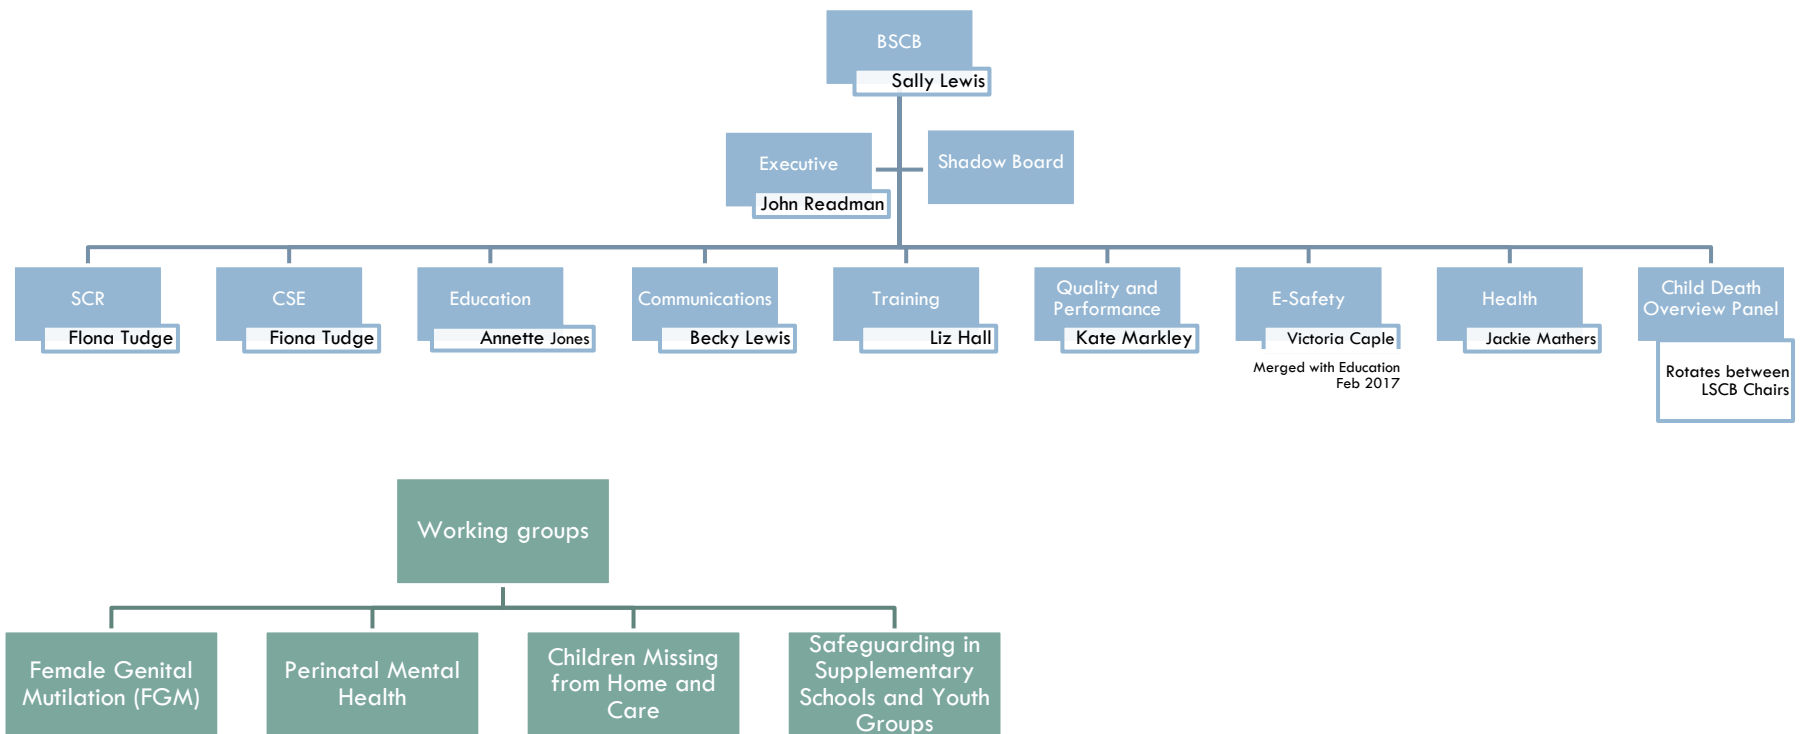 BSCB
Sally Lewis
Executive
John Readman
Shadow Board
SCR
FIona Tudge
CSE
Fiona Tudge
Education
Annette Jones
Communications
Becky Lewis
Training
Liz Hall
Quality and
Performance
Kate Markley
E-Safety
Victoria Caple
Merged with Education
Feb 2017
Health
Jackie Mathers
Child Death
Overview Panel
Rotates between
LSCB Chairs
Working groups
Female Genital
Mutilation (FGM)
Perinatal Mental
Health
Children Missing
from Home and
Care
Safeguarding in
Supplementary
Schools and Youth
Groups